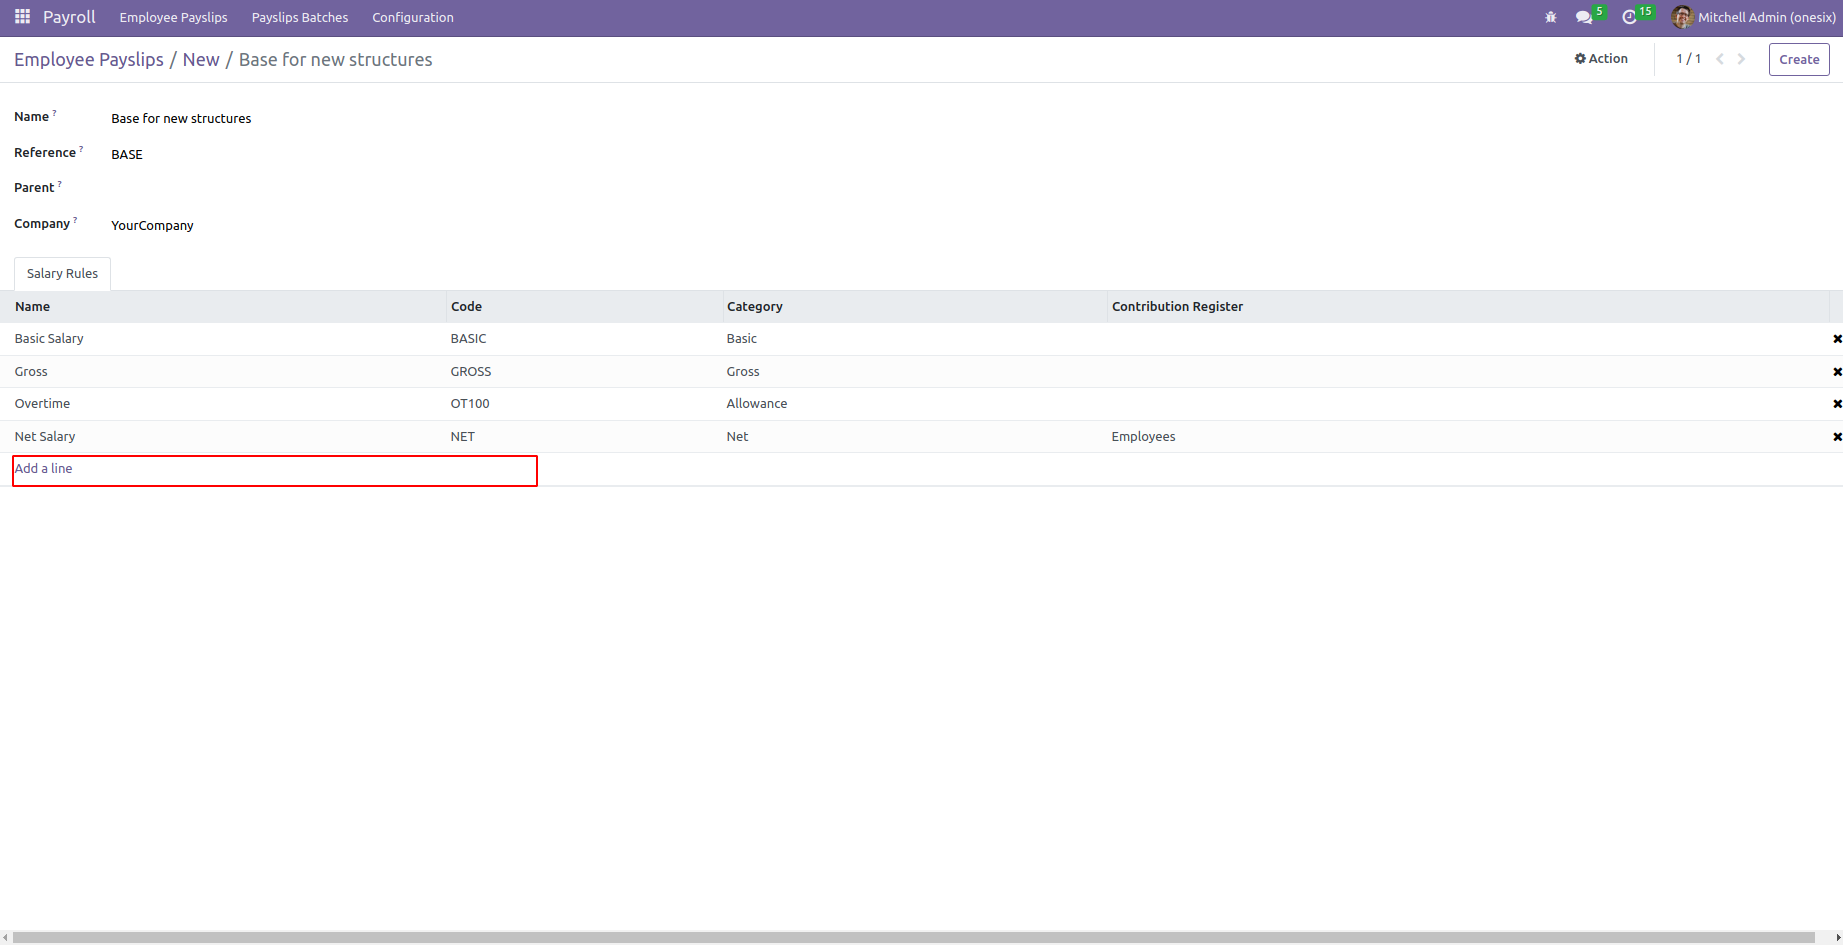 Payroll Employee Payslips Payslips Batches Configuration 5 15 Mitchell Admin (onesix)
Employee Payslips / New / Base for new structures Action 1 / 1 Create
Name ? Base for new structures
Reference ? BASE
Parent ?
Company ? YourCompany
Salary Rules
Name Code Category Contribution Register
Basic Salary BASIC Basic
Gross GROSS Gross
Overtime OT100 Allowance
Net Salary NET Net Employees
Add a line